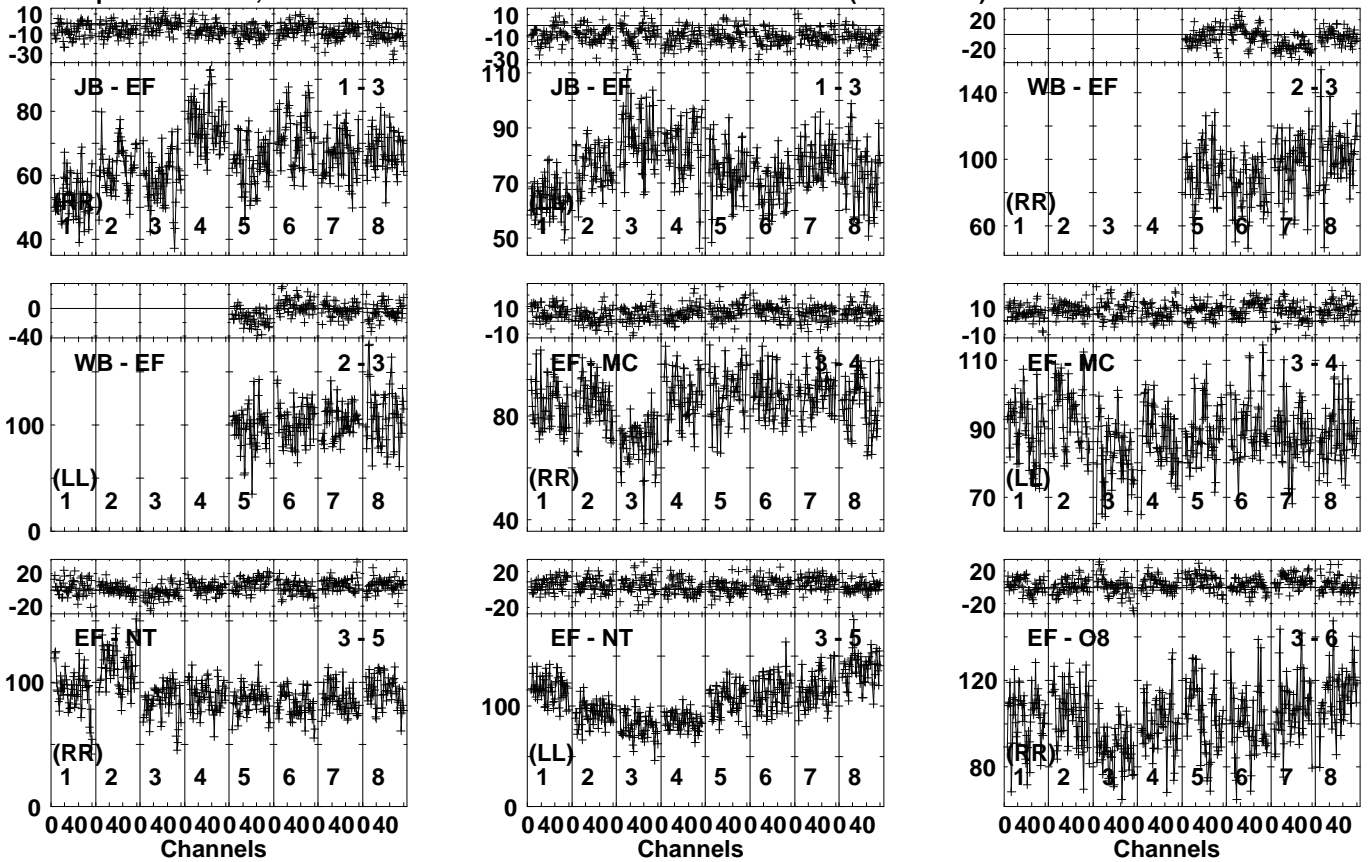 10
-10
-30
JB - EF 1 - 3
80
60
40
(RR)
1 2 3 4 5 6 7 8
10
-10
-30
110
JB - EF 1 - 3
90
70
50
(LL)
1 2 3 4 5 6 7 8
20
-20
WB - EF 2 - 3
140
100
60
(RR)
1 2 3 4 5 6 7 8
0
-40
WB - EF 2 - 3
100
0
(LL)
1 2 3 4 5 6 7 8
10
-10
EF - MC 3 - 4
80
40
(RR)
1 2 3 4 5 6 7 8
10
-10
110
EF - MC 3 - 4
90
70
(LL)
1 2 3 4 5 6 7 8
20
-20
EF - NT 3 - 5
100
0
(RR)
1 2 3 4 5 6 7 8
0 40 0 40 0 40 0 40 0 40 0 40 0 40 0 40
Channels
20
-20
EF - NT 3 - 5
100
0
(LL)
1 2 3 4 5 6 7 8
0 40 0 40 0 40 0 40 0 40 0 40 0 40 0 40
Channels
20
-20
EF - O8 3 - 6
120
80
(RR)
1 2 3 4 5 6 7 8
0 40 0 40 0 40 0 40 0 40 0 40 0 40 0 40
Channels